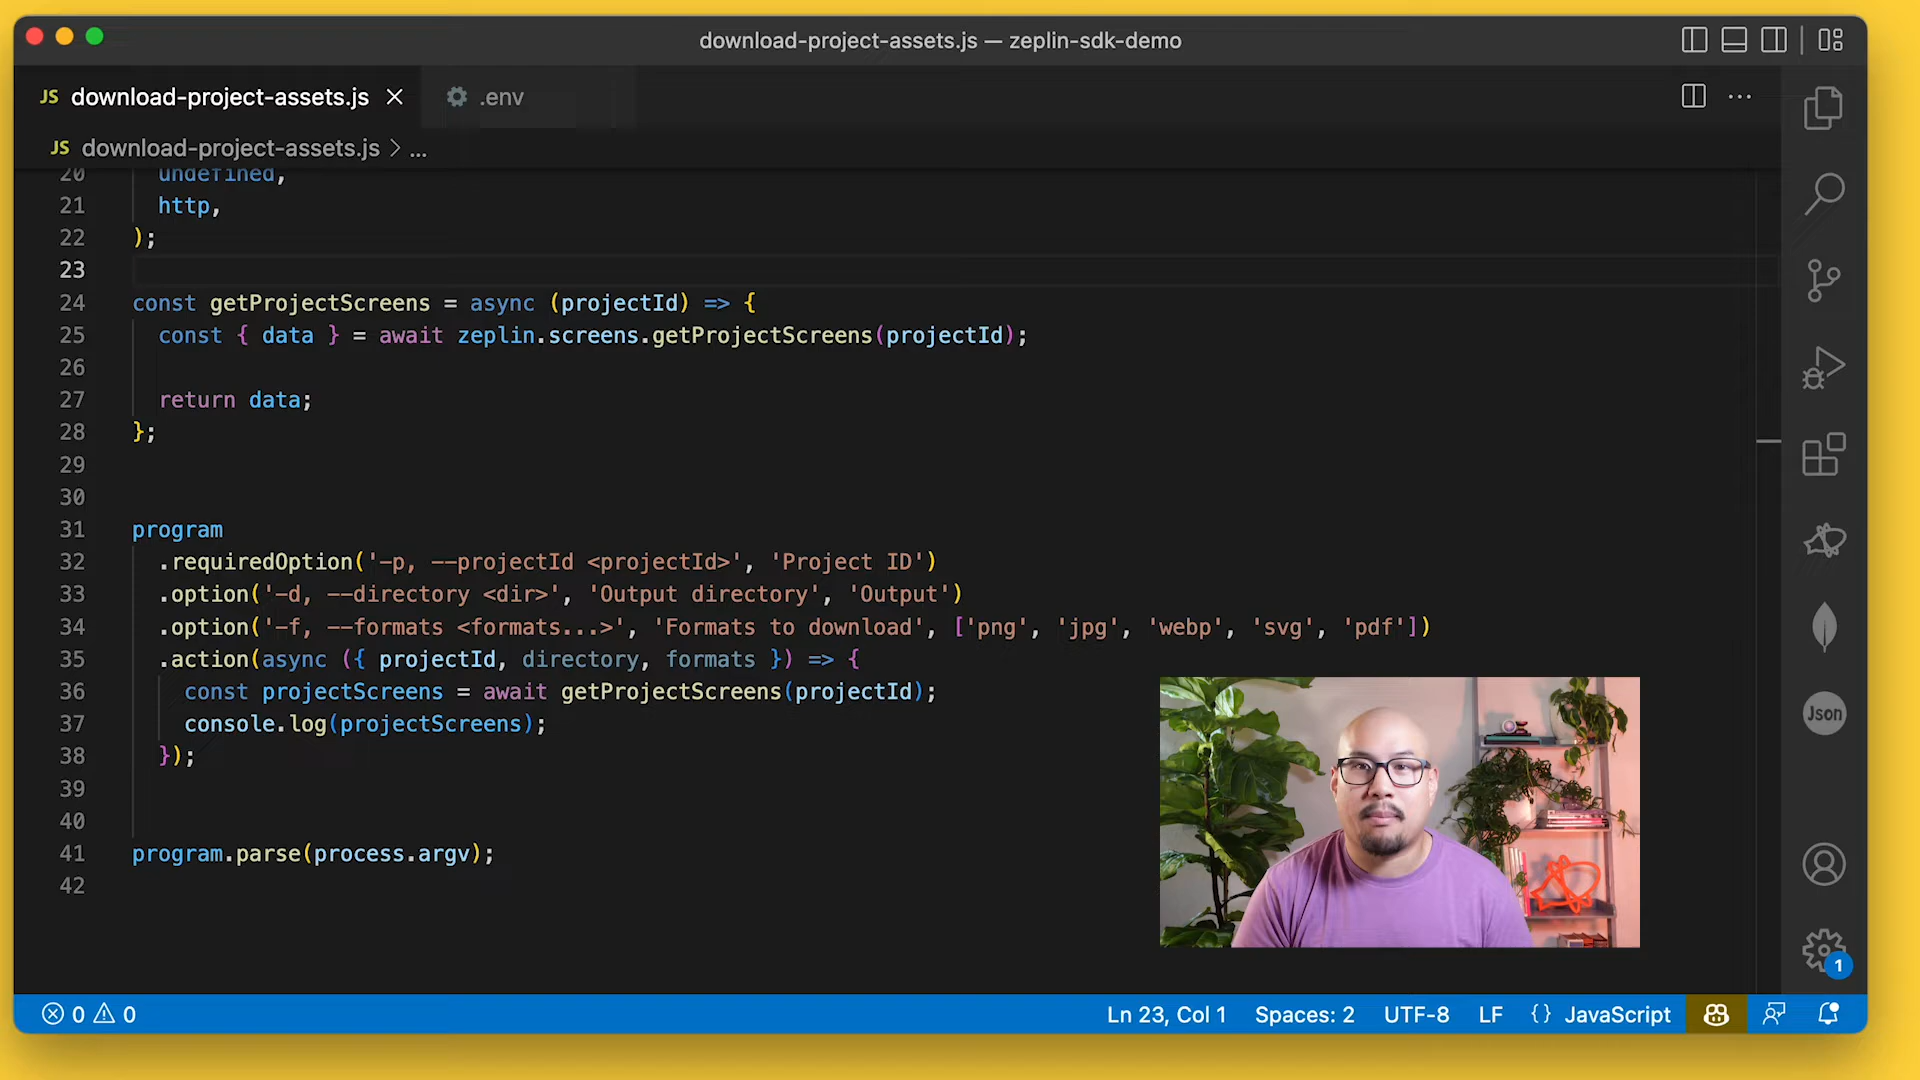 download-project-assets.js — zeplin-sdk-demo
JS download-project-assets.js .env
JS download-project-assets.js > ...
20 undefined,
21 http,
22 );
23
24 const getProjectScreens = async (projectId) => {
25 const { data } = await zeplin.screens.getProjectScreens(projectId);
26
27 return data;
28 };
29
30
31 program
32 .requiredOption('-p, --projectId <projectId>', 'Project ID')
33 .option('-d, --directory <dir>', 'Output directory', 'Output')
34 .option('-f, --formats <formats...>', 'Formats to download', ['png', 'jpg', 'webp', 'svg', 'pdf'])
35 .action(async ({ projectId, directory, formats }) => {
36 const projectScreens = await getProjectScreens(projectId);
37 console.log(projectScreens);
38 });
39
40
41 program.parse(process.argv);
42
Json
1
0 0
Ln 23, Col 1 Spaces: 2 UTF-8 LF {} JavaScript